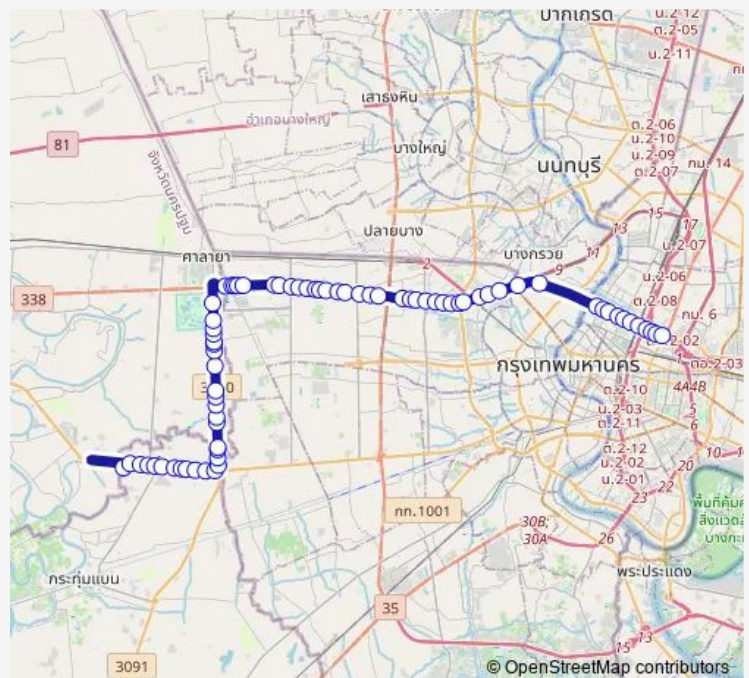 ปากเกร็ด
น.2-12
ต.2-05
น.2-11
เสาธงหิน
อำเภอบางใหญ่
81
บางใหญ่
จังหวัดนครปฐม
ต.2-06
น.2-10
น.2-09
ต.2-07
กม. 14
นนทบุรี
15
17
13
ปลายบาง
น.2-07
ศาลายา
2
บางกรวย
9
11
น.2-06
338
ต.2-08
กม. 6
2-02
1
ต.2-03
กรุงเทพมหานคร
ต.2-10
4A4B
น.2-03
ต.2-11
5
6
ต.2-12
น.2-02
น.2-01
20
10
23
22
กท.1001
30B;
30A
26
กระทุ่มแบน
พระประแดง
35
3091
15
13
© OpenStreetMap contributors